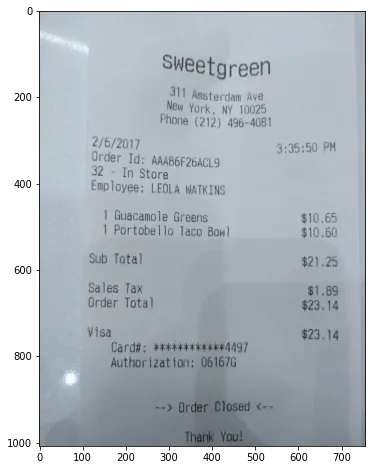 sweetgreen
311 Amsterdam Ave
New York, NY 10025
Phone (212) 496-4081
2/6/2017 3:35:50 PM
Order Id: AAA86F26ACL9
32 - In Store
Employee: LEOLA WATKINS
1 Guacamole Greens $10.65
1 Portobello Taco Bowl $10.60
Sub Total $21.25
Sales Tax $1.89
Order Total $23.14
Visa $23.14
Card#: ************4497
Authorization: 06167G
--> Order Closed <--
Thank You!
0
200
400
600
800
1000
0 100 200 300 400 500 600 700